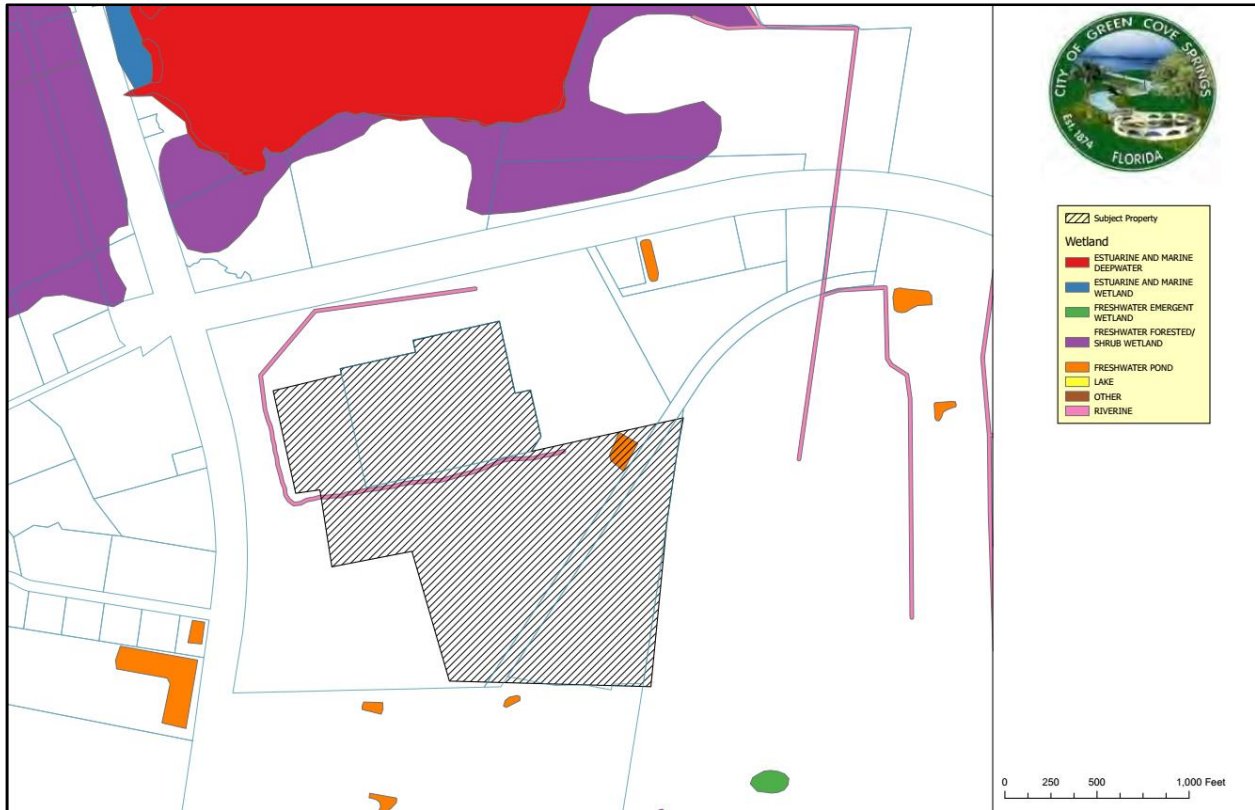 CITY OF GREEN COVE SPRINGS
Est. 1874
FLORIDA
Subject Property
Wetland
ESTUARINE AND MARINE
DEEPWATER
ESTUARINE AND MARINE
WETLAND
FRESHWATER EMERGENT
WETLAND
FRESHWATER FORESTED/
SHRUB WETLAND
FRESHWATER POND
LAKE
OTHER
RIVERINE
0 250 500 1,000 Feet